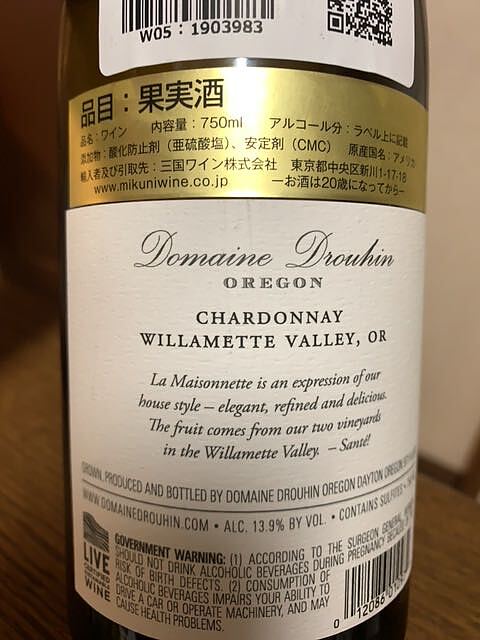 W05 : 1903983
品目：果実酒
品名：ワイン 内容量：750ml アルコール分：ラベル上に記載
添加物：酸化防止剤（亜硫酸塩）、安定剤（CMC） 原産国名：アメリカ
輸入者及び引取先：三国ワイン株式会社 東京都中央区新川1-17-18
www.mikuniwine.co.jp ーお酒は20歳になってからー
Domaine Drouhin
OREGON
CHARDONNAY
WILLAMETTE VALLEY, OR
La Maisonnette is an expression of our
house style – elegant, refined and delicious.
The fruit comes from our two vineyards
in the Willamette Valley. – Santé!
GROWN, PRODUCED AND BOTTLED BY DOMAINE DROUHIN OREGON DAYTON OREGON
WWW.DOMAINEDROUHIN.COM • ALC. 13.9% BY VOL. • CONTAINS SULFITES •
LIVE
CERTIFIED
WINE
GOVERNMENT WARNING: (1) ACCORDING TO THE SURGEON GENERAL,
SHOULD NOT DRINK ALCOHOLIC BEVERAGES DURING PREGNANCY BECAUSE
RISK OF BIRTH DEFECTS. (2) CONSUMPTION OF
ALCOHOLIC BEVERAGES IMPAIRS YOUR ABILITY TO
DRIVE A CAR OR OPERATE MACHINERY, AND MAY
CAUSE HEALTH PROBLEMS.
0 12086